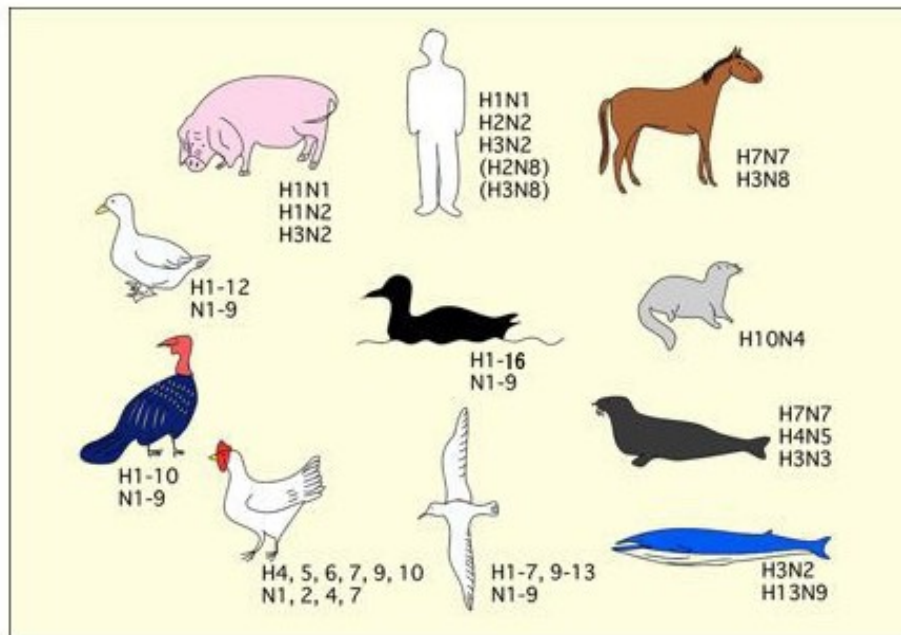 H1N1
H1N2
H3N2
H1N1
H2N2
H3N2
(H2N8)
(H3N8)
H7N7
H3N8
H1-12
N1-9
H1-16
N1-9
H10N4
H1-10
N1-9
H4, 5, 6, 7, 9, 10
N1, 2, 4, 7
H1-7, 9-13
N1-9
H7N7
H4N5
H3N3
H3N2
H13N9